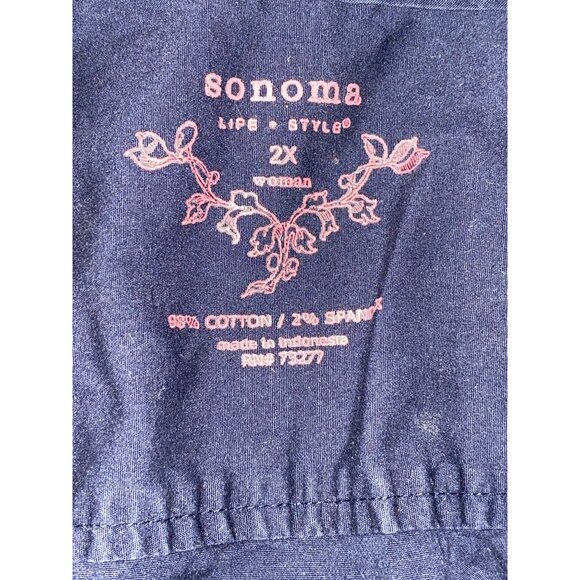 sonoma
LIFE • STYLE®
2X
woman
98% COTTON / 2% SPANDEX
made in Indonesia
RN# 73277